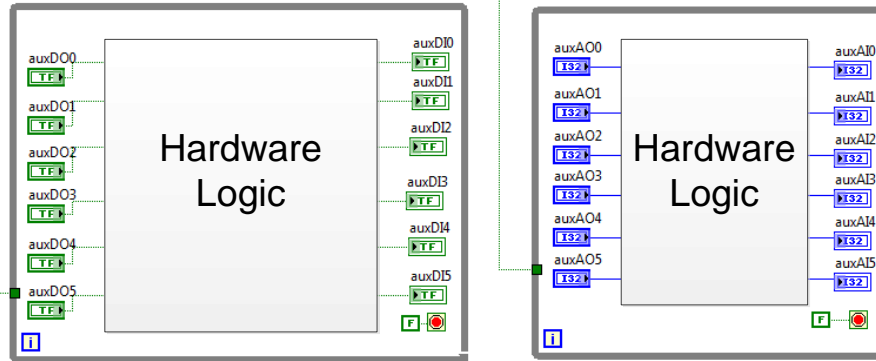 auxDO0
TF
auxDO1
TF
auxDO2
TF
auxDO3
TF
auxDO4
TF
auxDO5
TF
i
Hardware
Logic
auxDI0
TF
auxDI1
TF
auxDI2
TF
auxDI3
TF
auxDI4
TF
auxDI5
TF
F
auxAO0
I32
auxAO1
I32
auxAO2
I32
auxAO3
I32
auxAO4
I32
auxAO5
I32
i
Hardware
Logic
auxAI0
I32
auxAI1
I32
auxAI2
I32
auxAI3
I32
auxAI4
I32
auxAI5
I32
F